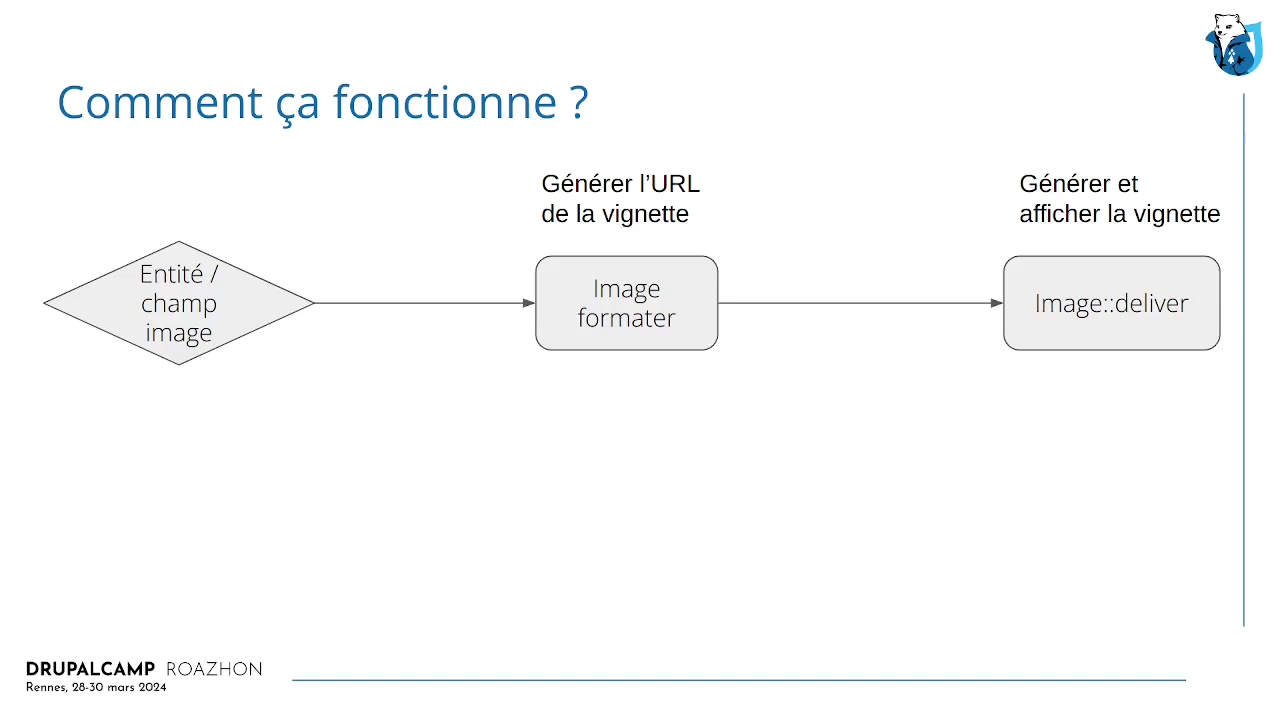 Comment ça fonctionne ?
Générer l’URL
de la vignette
Générer et
afficher la vignette
Entité /
champ
image
Image
formater
Image::deliver
DRUPALCAMP ROAZHON
Rennes, 28-30 mars 2024